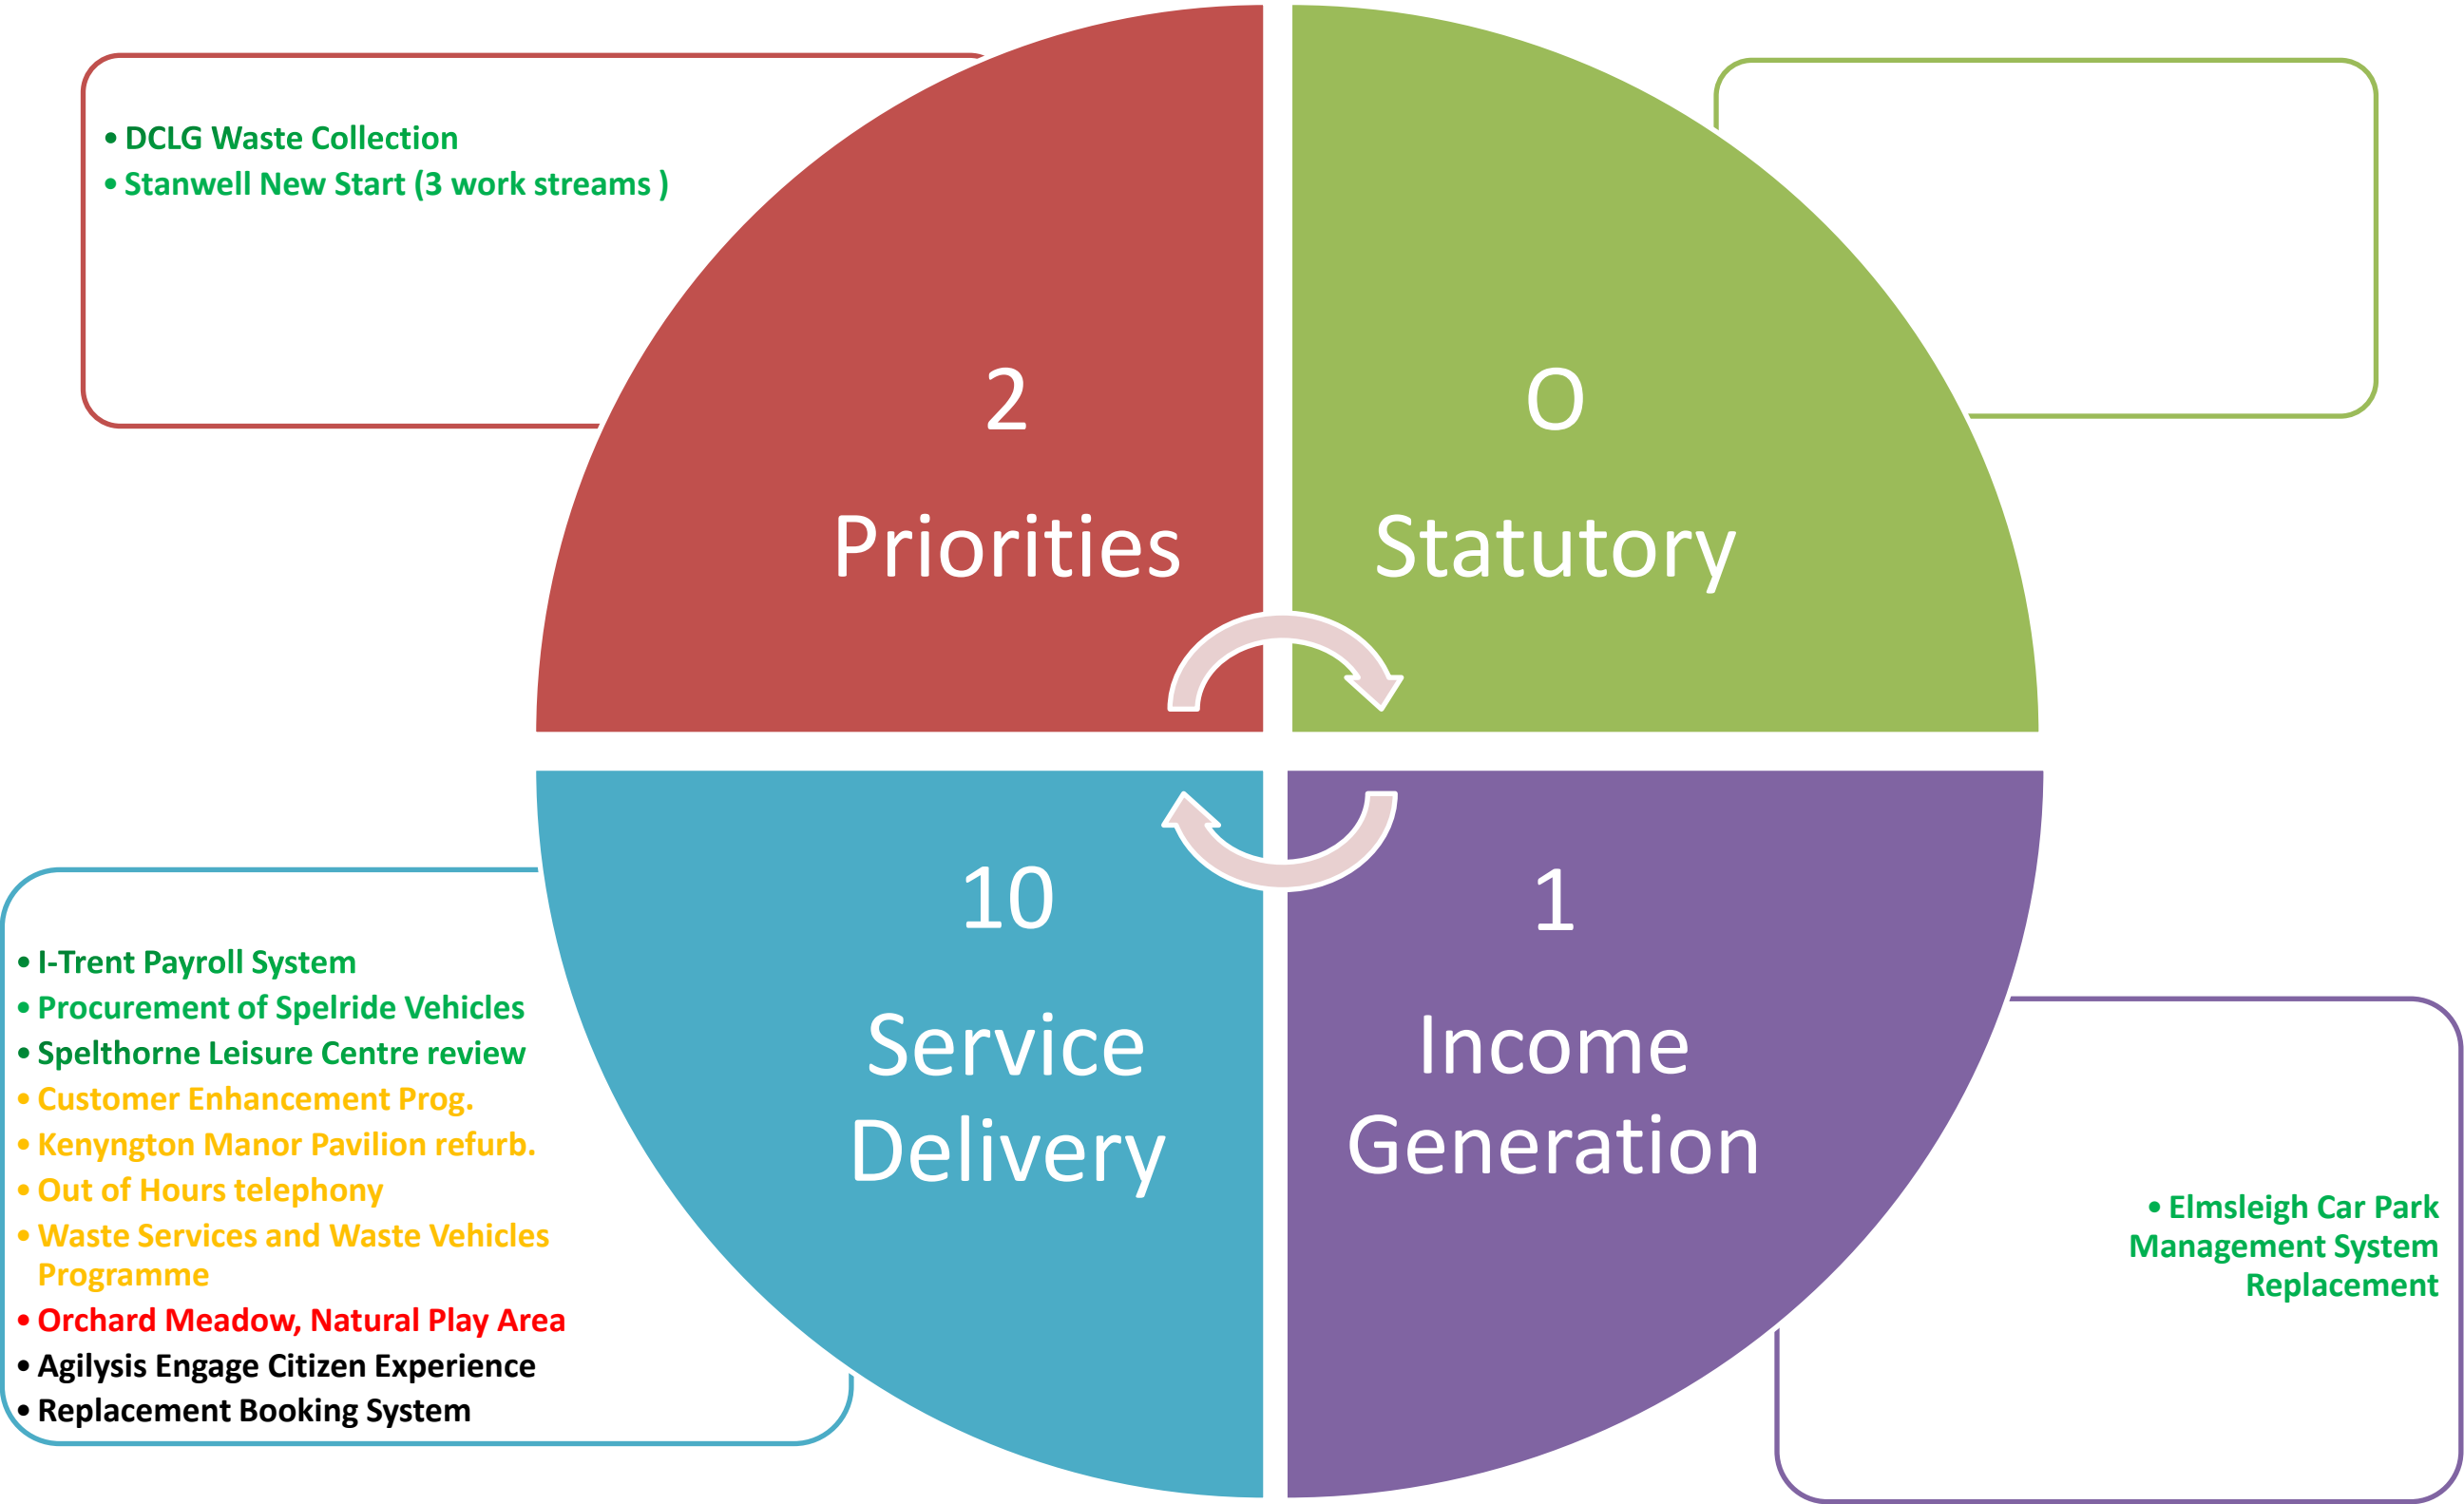 • DCLG Waste Collection
• Stanwell New Start (3 work streams )
2
Priorities
0
Statutory
• I-Trent Payroll System
• Procurement of Spelride Vehicles
• Spelthorne Leisure Centre review
• Customer Enhancement Prog.
• Kenyngton Manor Pavilion refurb.
• Out of Hours telephony
• Waste Services and Waste Vehicles
Programme
• Orchard Meadow, Natural Play Area
• Agilysis Engage Citizen Experience
• Replacement Booking System
10
Service
Delivery
1
Income
Generation
• Elmsleigh Car Park
Management System
Replacement